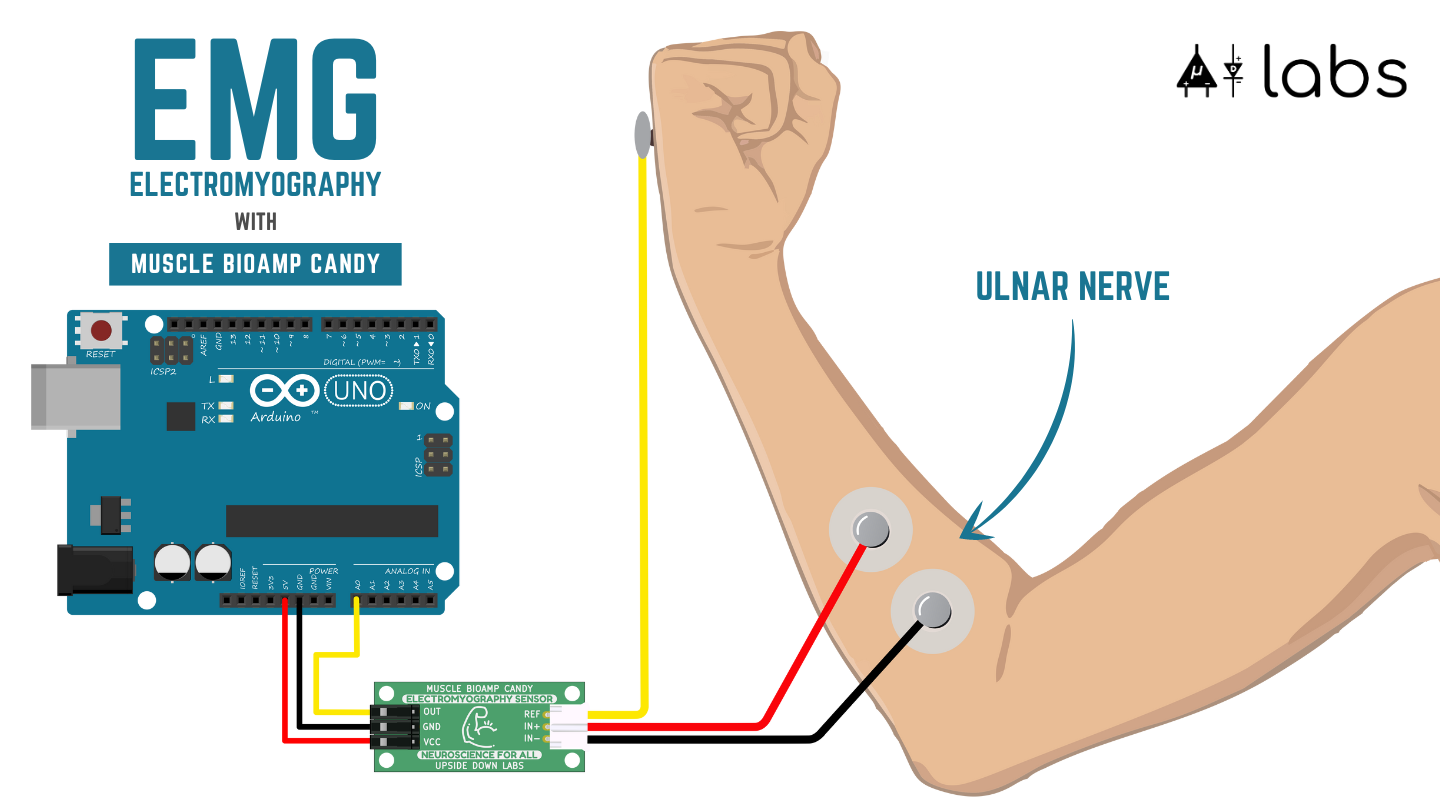 EMG
ELECTROMYOGRAPHY
WITH
MUSCLE BIOAMP CANDY
μ labs
ULNAR NERVE
RESET
ICSP2
AREF
GND
13
12
~11
~10
~9
8
7
~6
~5
4
~3
2
TX0▶1
RX0◀0
DIGITAL (PWM= ~)
L
TX
RX
Arduino ™
UNO
ON
1
ICSP
IOREF
RESET
3V3
5V
GND
GND
VIN
POWER
ANALOG IN
A0
A1
A2
A3
A4
A5
MUSCLE BIOAMP CANDY
ELECTROMYOGRAPHY SENSOR
OUT
GND
VCC
REF
IN+
IN−
NEUROSCIENCE FOR ALL
UPSIDE DOWN LABS